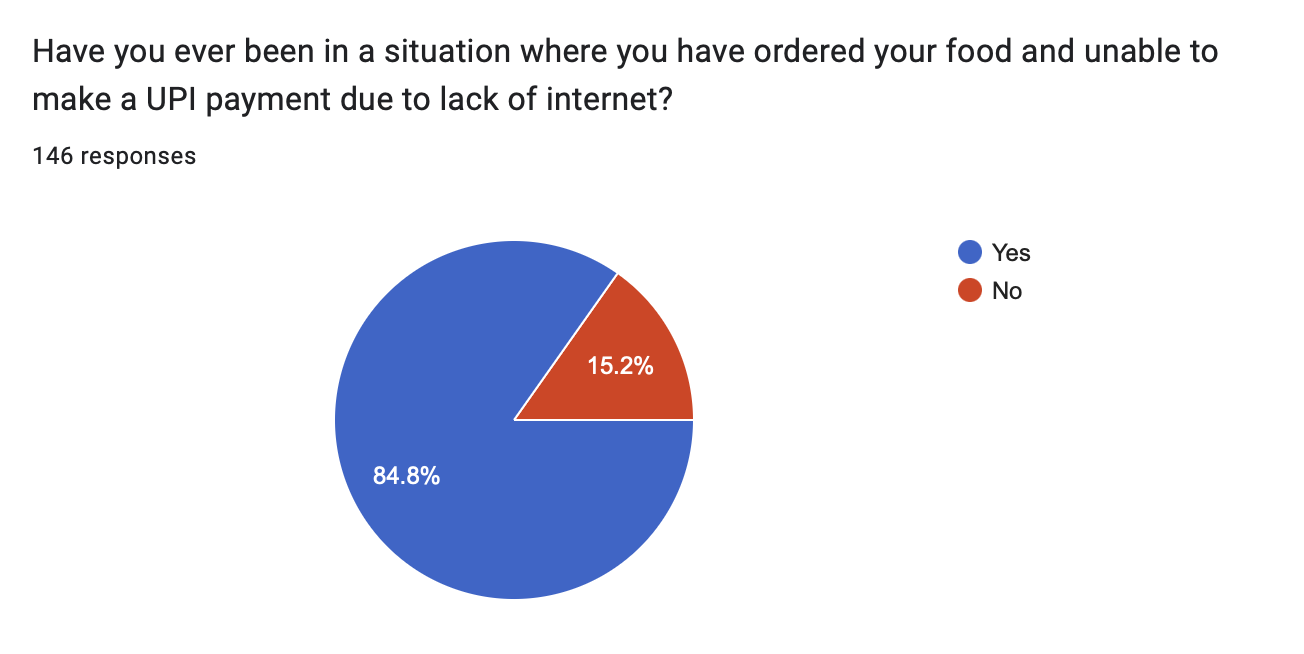 Have you ever been in a situation where you have ordered your food and unable to
make a UPI payment due to lack of internet?
146 responses
Yes
No
15.2%
84.8%